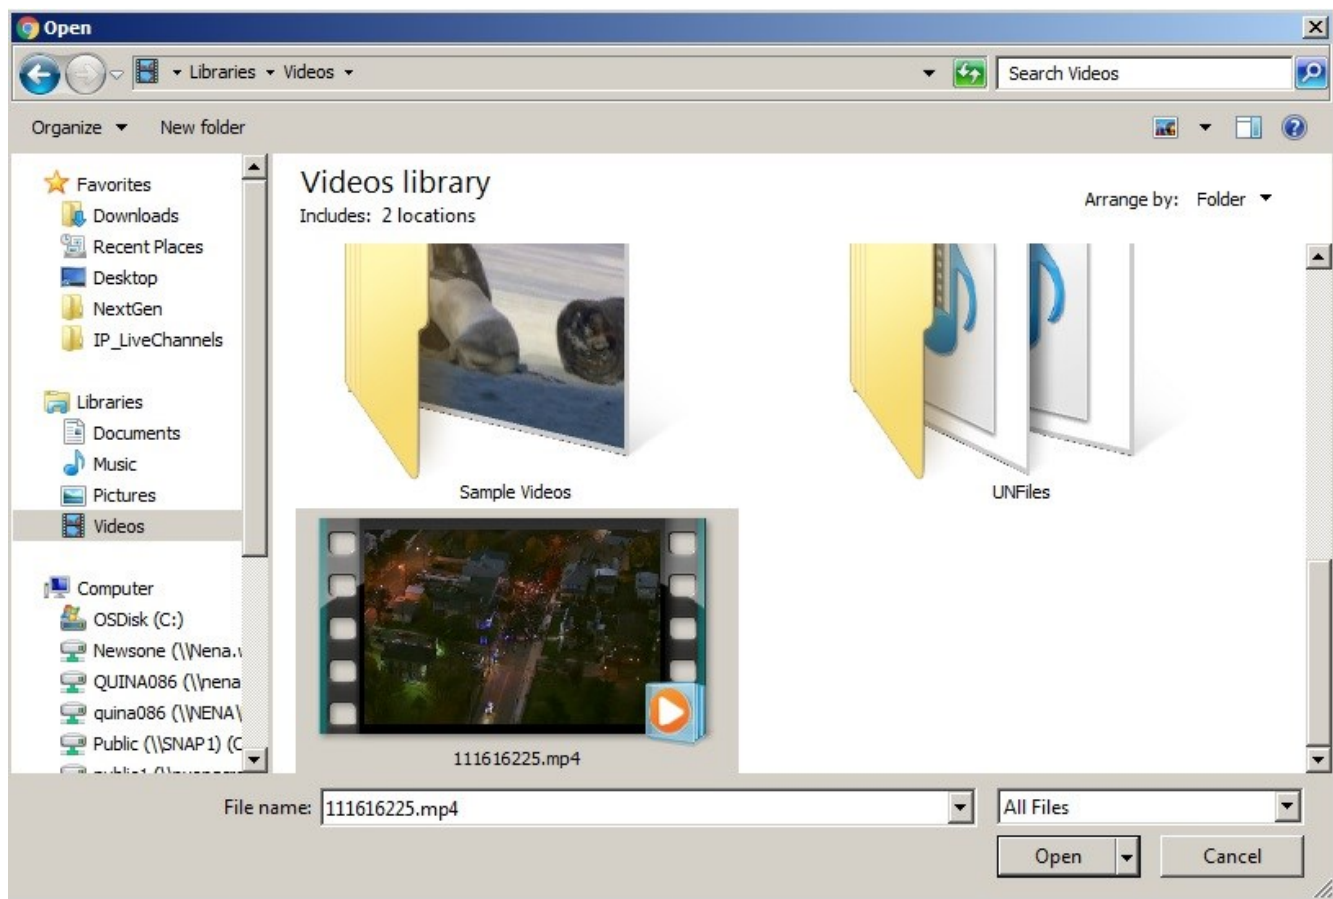 Open
Libraries Videos
Search Videos
Organize New folder
Favorites
Downloads
Recent Places
Desktop
NextGen
IP_LiveChannels
Libraries
Documents
Music
Pictures
Videos
Computer
OSDisk (C:)
Newsone (\\Nena.
QUINA086 (\\nena
quina086 (\\NENA\
Public (\\SNAP1) (
Videos library
Includes: 2 locations
Arrange by: Folder
Sample Videos
UNFiles
111616225.mp4
File name: 111616225.mp4
All Files
Open Cancel